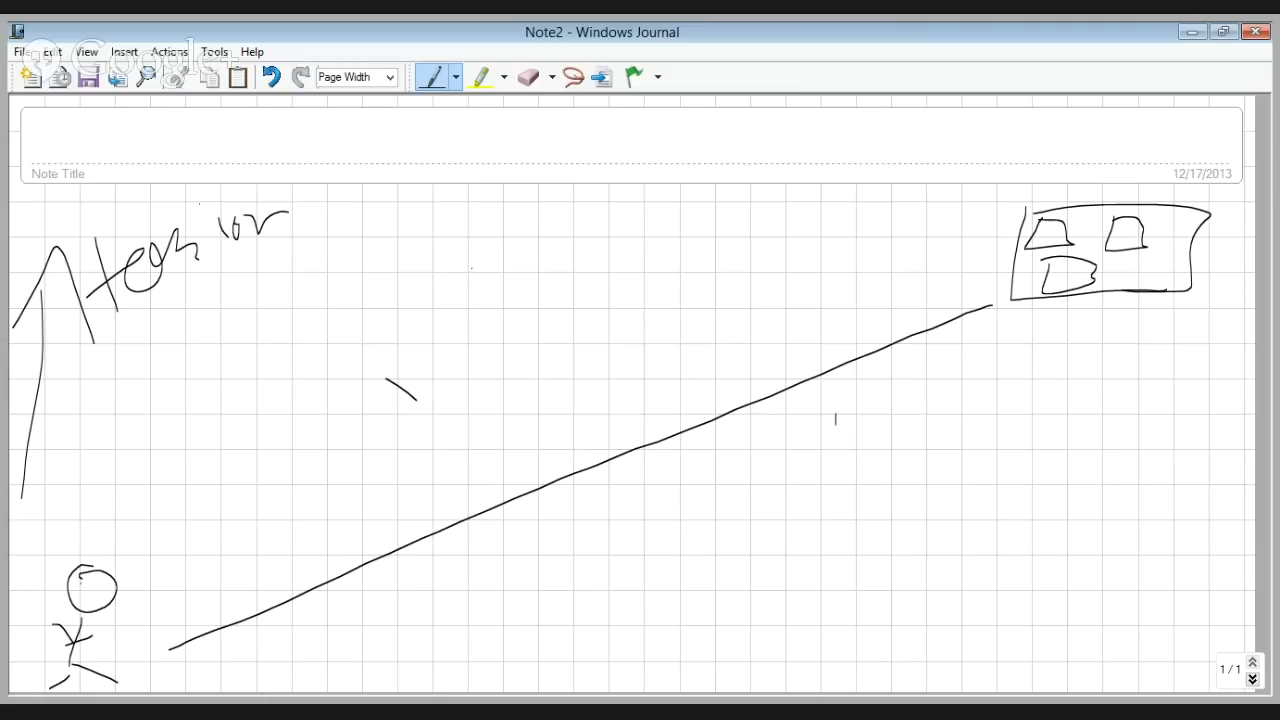 Note2 - Windows Journal
File Edit View Insert Actions Tools Help
Google+
Page Width
Note Title
12/17/2013
1 / 1